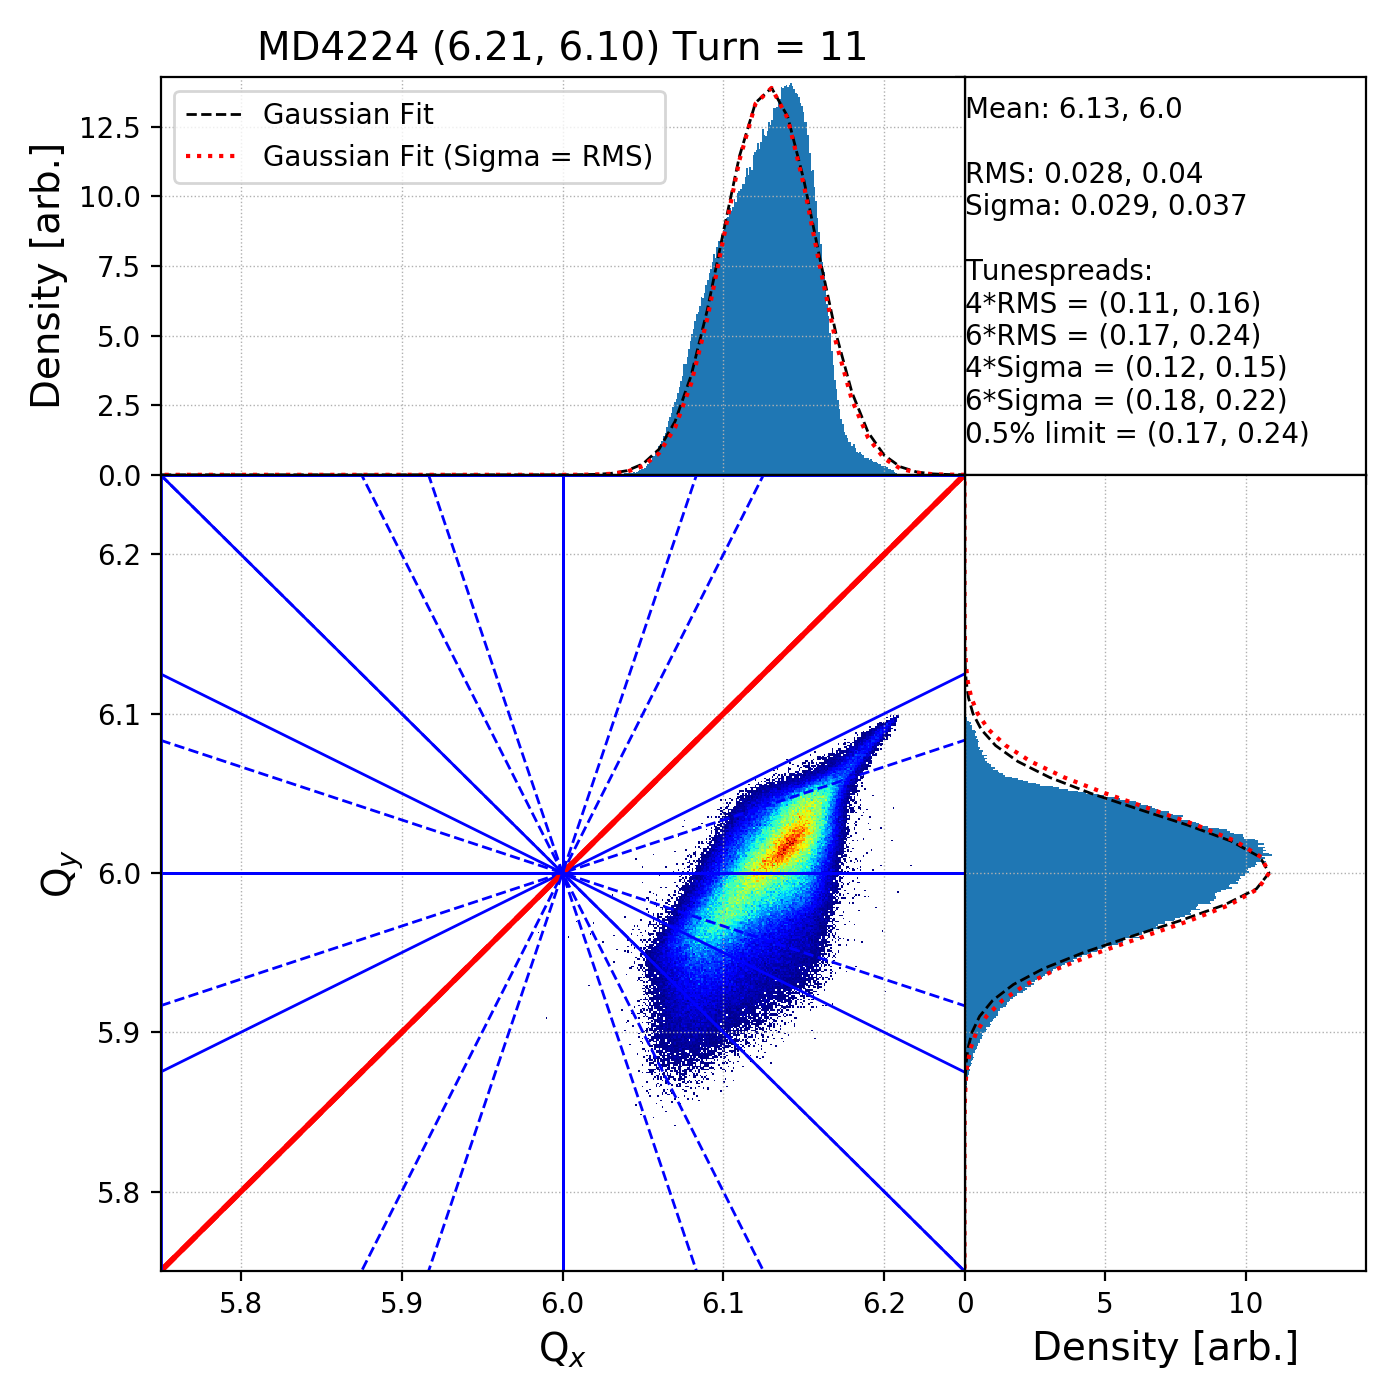 MD4224 (6.21, 6.10) Turn = 11
Gaussian Fit
Gaussian Fit (Sigma = RMS)
Density [arb.]
12.5
10.0
7.5
5.0
2.5
0.0
Mean: 6.13, 6.0
RMS: 0.028, 0.04
Sigma: 0.029, 0.037
Tunespreads:
4*RMS = (0.11, 0.16)
6*RMS = (0.17, 0.24)
4*Sigma = (0.12, 0.15)
6*Sigma = (0.18, 0.22)
0.5% limit = (0.17, 0.24)
Qy
6.2
6.1
6.0
5.9
5.8
5.8 5.9 6.0 6.1 6.2
Qx
0 5 10
Density [arb.]